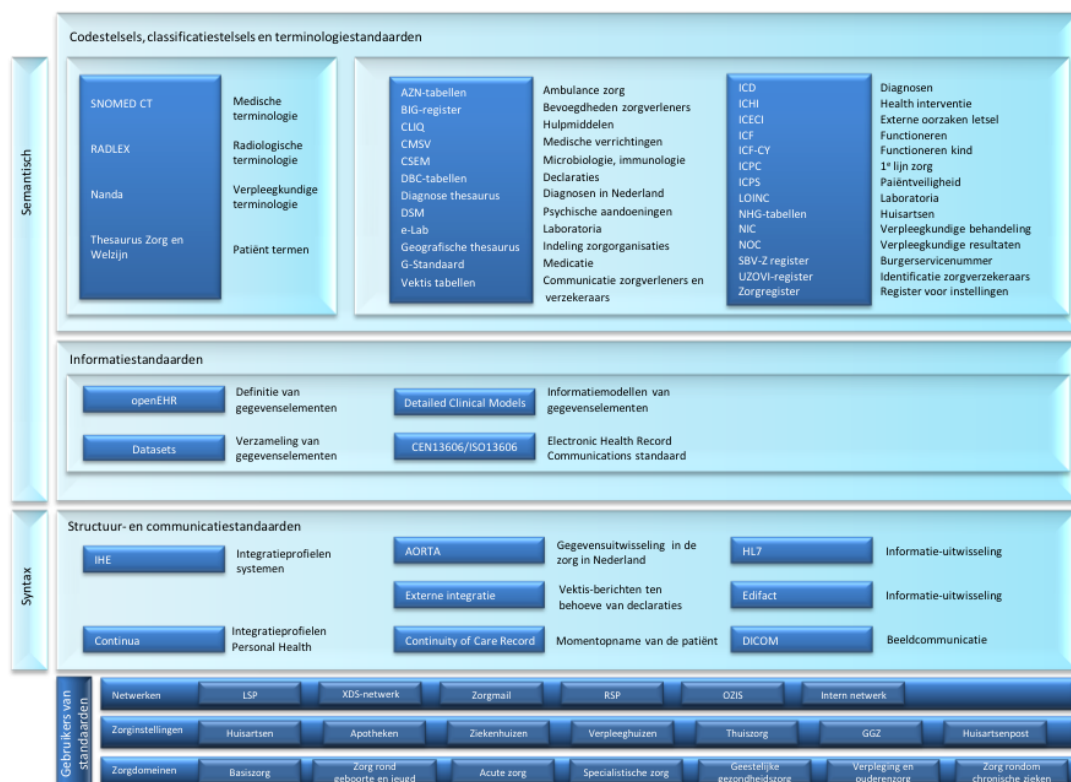 Codestelsels, classificatiestelsels en terminologiestandaarden
Semantisch
SNOMED CT
Medische
terminologie
RADLEX
Radiologische
terminologie
Nanda
Verpleegkundige
terminologie
Thesaurus Zorg en
Welzijn
Patiënt termen
AZN-tabellen
Ambulance zorg
BIG-register
Bevoegdheden zorgverleners
CLIQ
Hulpmiddelen
CMSV
Medische verrichtingen
CSEM
Microbiologie, immunologie
DBC-tabellen
Declaraties
Diagnose thesaurus
Diagnosen in Nederland
DSM
Psychische aandoeningen
e-Lab
Laboratoria
Geografische thesaurus
Indeling zorgorganisaties
G-Standaard
Medicatie
Vektis tabellen
Communicatie zorgverleners en
verzekeraars
ICD
Diagnosen
ICHI
Health interventie
ICECI
Externe oorzaken letsel
ICF
Functioneren
ICF-CY
Functioneren kind
ICPC
1e lijn zorg
ICPS
Paiëntveiligheid
LOINC
Laboratoria
NHG-tabellen
Huisartsen
NIC
Verpleegkundige behandeling
NOC
Verpleegkundige resultaten
SBV-Z register
Burgerservicenummer
UZOVI-register
Identificatie zorgverzekeraars
Zorgregister
Register voor instellingen
Informatiestandaarden
openEHR
Definitie van
gegevenselementen
Detailed Clinical Models
Informatiemodellen van
gegevenselementen
Datasets
Verzameling van
gegevenselementen
CEN13606/ISO13606
Electronic Health Record
Communications standaard
Syntax
Structuur- en communicatiestandaarden
IHE
Integratieprofielen
systemen
AORTA
Gegevensuitwisseling in de
zorg in Nederland
HL7
Informatie-uitwisseling
Externe integratie
Vektis-berichten ten
behoeve van declaraties
Edifact
Informatie-uitwisseling
Continua
Integratieprofielen
Personal Health
Continuity of Care Record
Momentopname van de patiënt
DICOM
Beeldcommunicatie
Gebruikers van
standaarden
Netwerken
LSP
XDS-netwerk
Zorgmail
RSP
OZIS
Intern netwerk
Zorginstellingen
Huisartsen
Apotheken
Ziekenhuizen
Verpleeghuizen
Thuiszorg
GGZ
Huisartsenpost
Zorgdomeinen
Basiszorg
Zorg rond
geboorte en jeugd
Acute zorg
Specialistische zorg
Geestelijke
gezondheidszorg
Verpleging en
ouderenzorg
Zorg rondom
chronische zieken